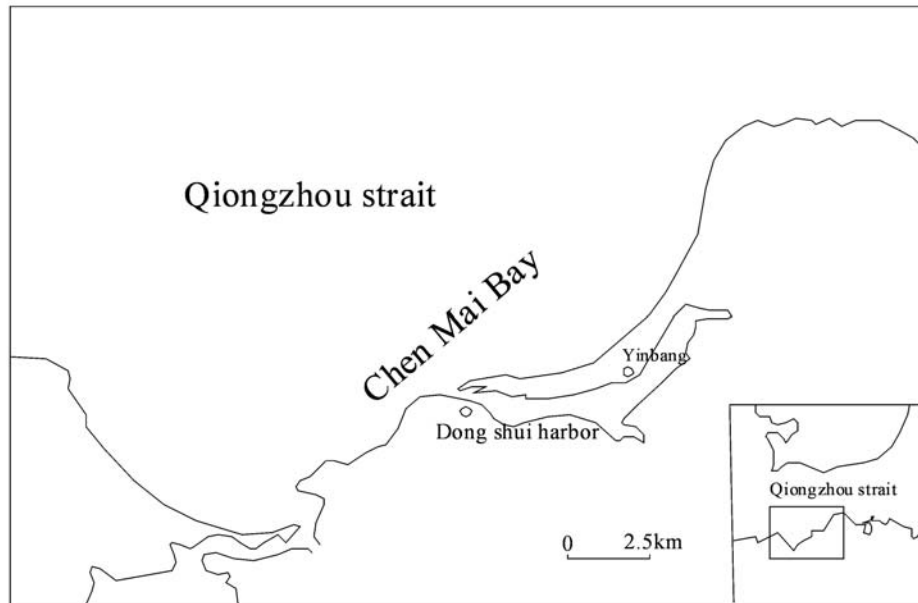 Qiongzhou strait
Chen Mai Bay
Yinbang
Dong shui harbor
Qiongzhou strait
0 2.5km